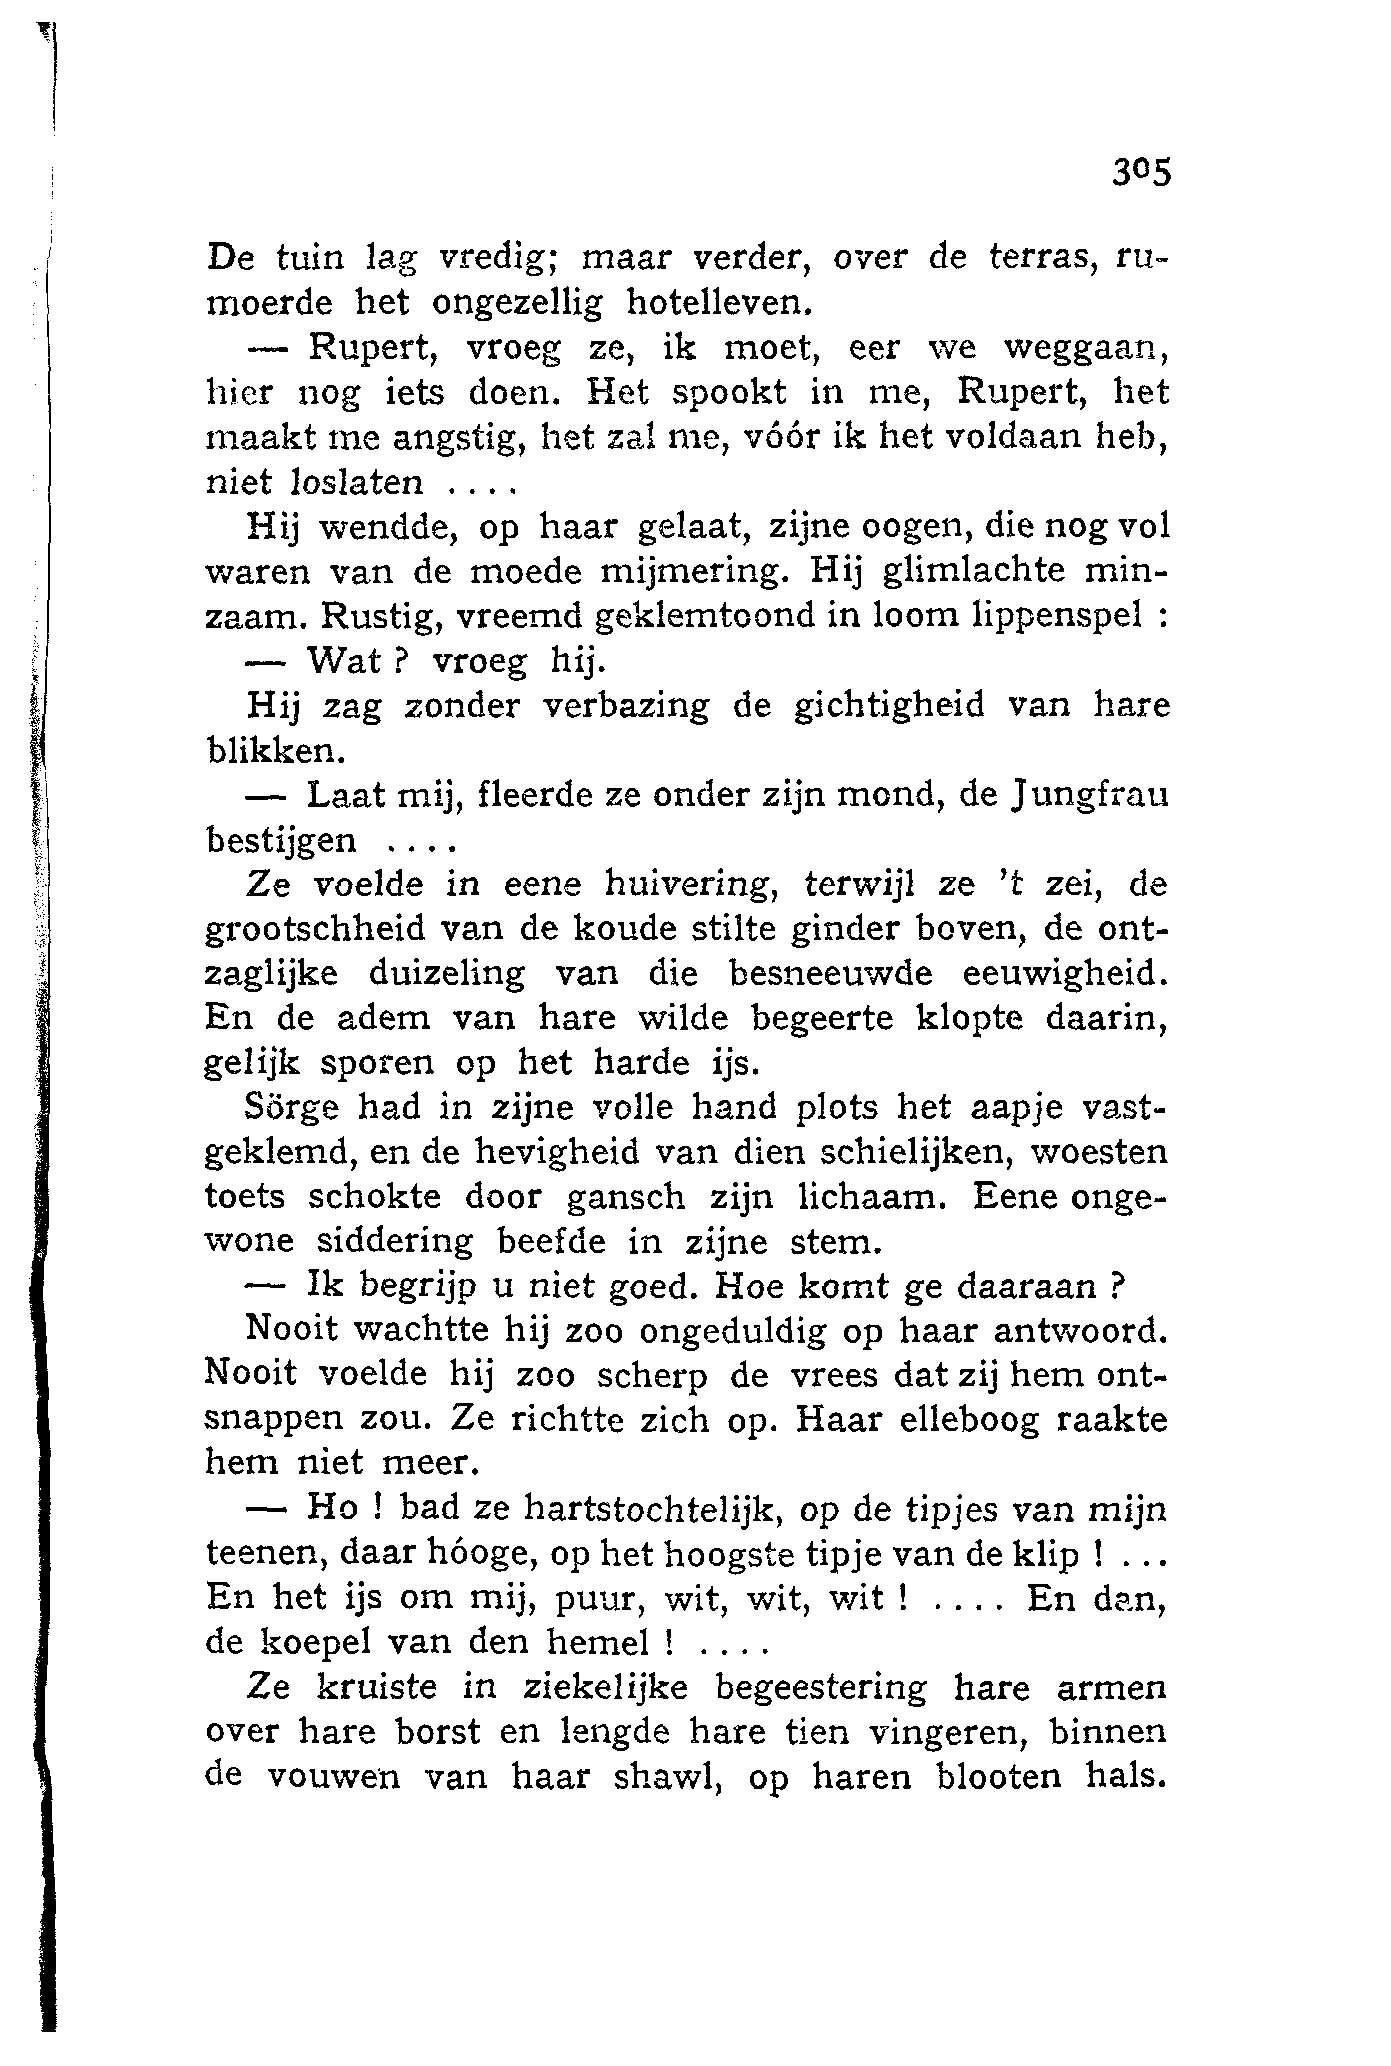 305
De tuin lag vredig; maar verder, over de terras, ru-
moerde het ongezellig hotelleven.
— Rupert, vroeg ze, ik moet, eer we weggaan,
hier nog iets doen. Het spookt in me, Rupert, het
maakt me angstig, het zal me, vóór ik het voldaan heb,
niet loslaten ....
Hij wendde, op haar gelaat, zijne oogen, die nog vol
waren van de moede mijmering. Hij glimlachte min-
zaam. Rustig, vreemd geklemtoond in loom lippenspel :
— Wat ? vroeg hij.
Hij zag zonder verbazing de gichtigheid van hare
blikken.
— Laat mij, fleerde ze onder zijn mond, de Jungfrau
bestijgen ....
Ze voelde in eene huivering, terwijl ze 't zei, de
grootschheid van de koude stilte ginder boven, de ont-
zaglijke duizeling van die besneeuwde eeuwigheid.
En de adem van hare wilde begeerte klopte daarin,
gelijk sporen op het harde ijs.
Sörge had in zijne volle hand plots het aapje vast-
geklemd, en de hevigheid van dien schielijken, woesten
toets schokte door gansch zijn lichaam. Eene onge-
wone siddering beefde in zijne stem.
— Ik begrijp u niet goed. Hoe komt ge daaraan ?
Nooit wachtte hij zoo ongeduldig op haar antwoord.
Nooit voelde hij zoo scherp de vrees dat zij hem ont-
snappen zou. Ze richtte zich op. Haar elleboog raakte
hem niet meer.
— Ho ! bad ze hartstochtelijk, op de tipjes van mijn
teenen, daar hóoge, op het hoogste tipje van de klip ! ...
En het ijs om mij, puur, wit, wit, wit ! .... En dan,
de koepel van den hemel ! ....
Ze kruiste in ziekelijke begeestering hare armen
over hare borst en lengde hare tien vingeren, binnen
de vouwen van haar shawl, op haren blooten hals.